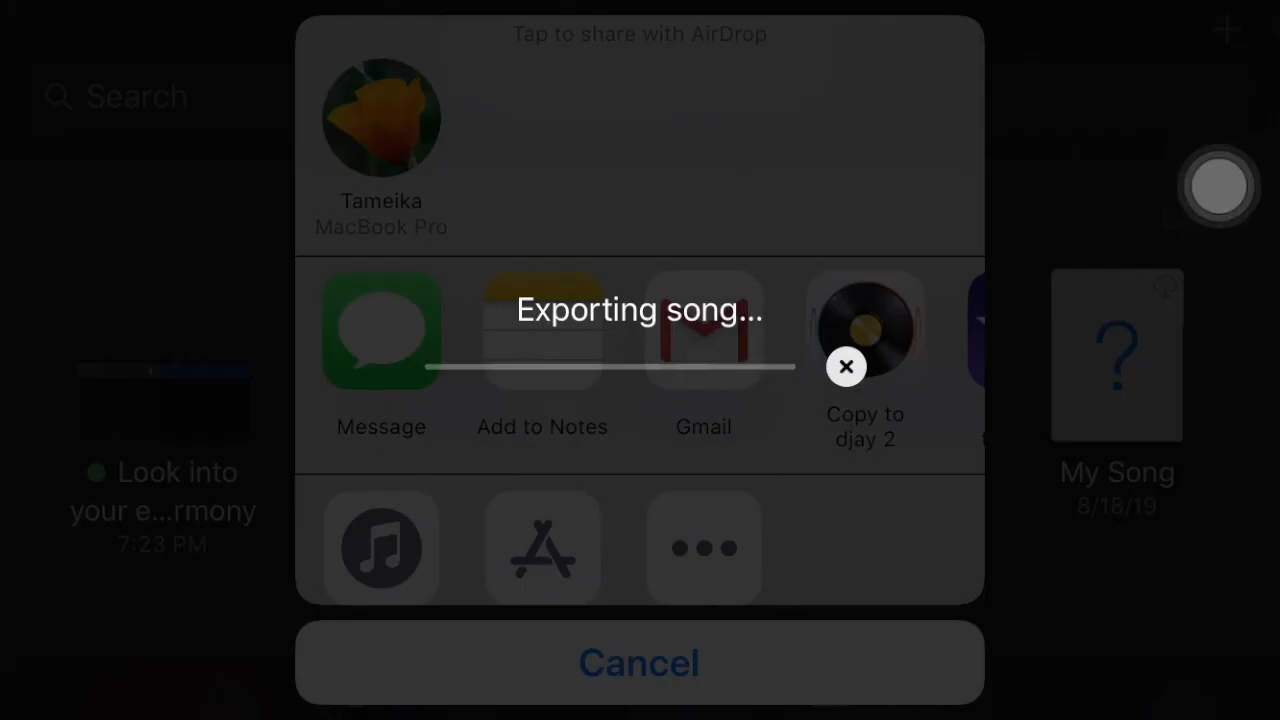 Tap to share with AirDrop
Search
Tameika
MacBook Pro
Exporting song...
Message
Add to Notes
Gmail
Copy to
djay 2
Look into
your e...rmony
7:23 PM
My Song
8/18/19
Cancel